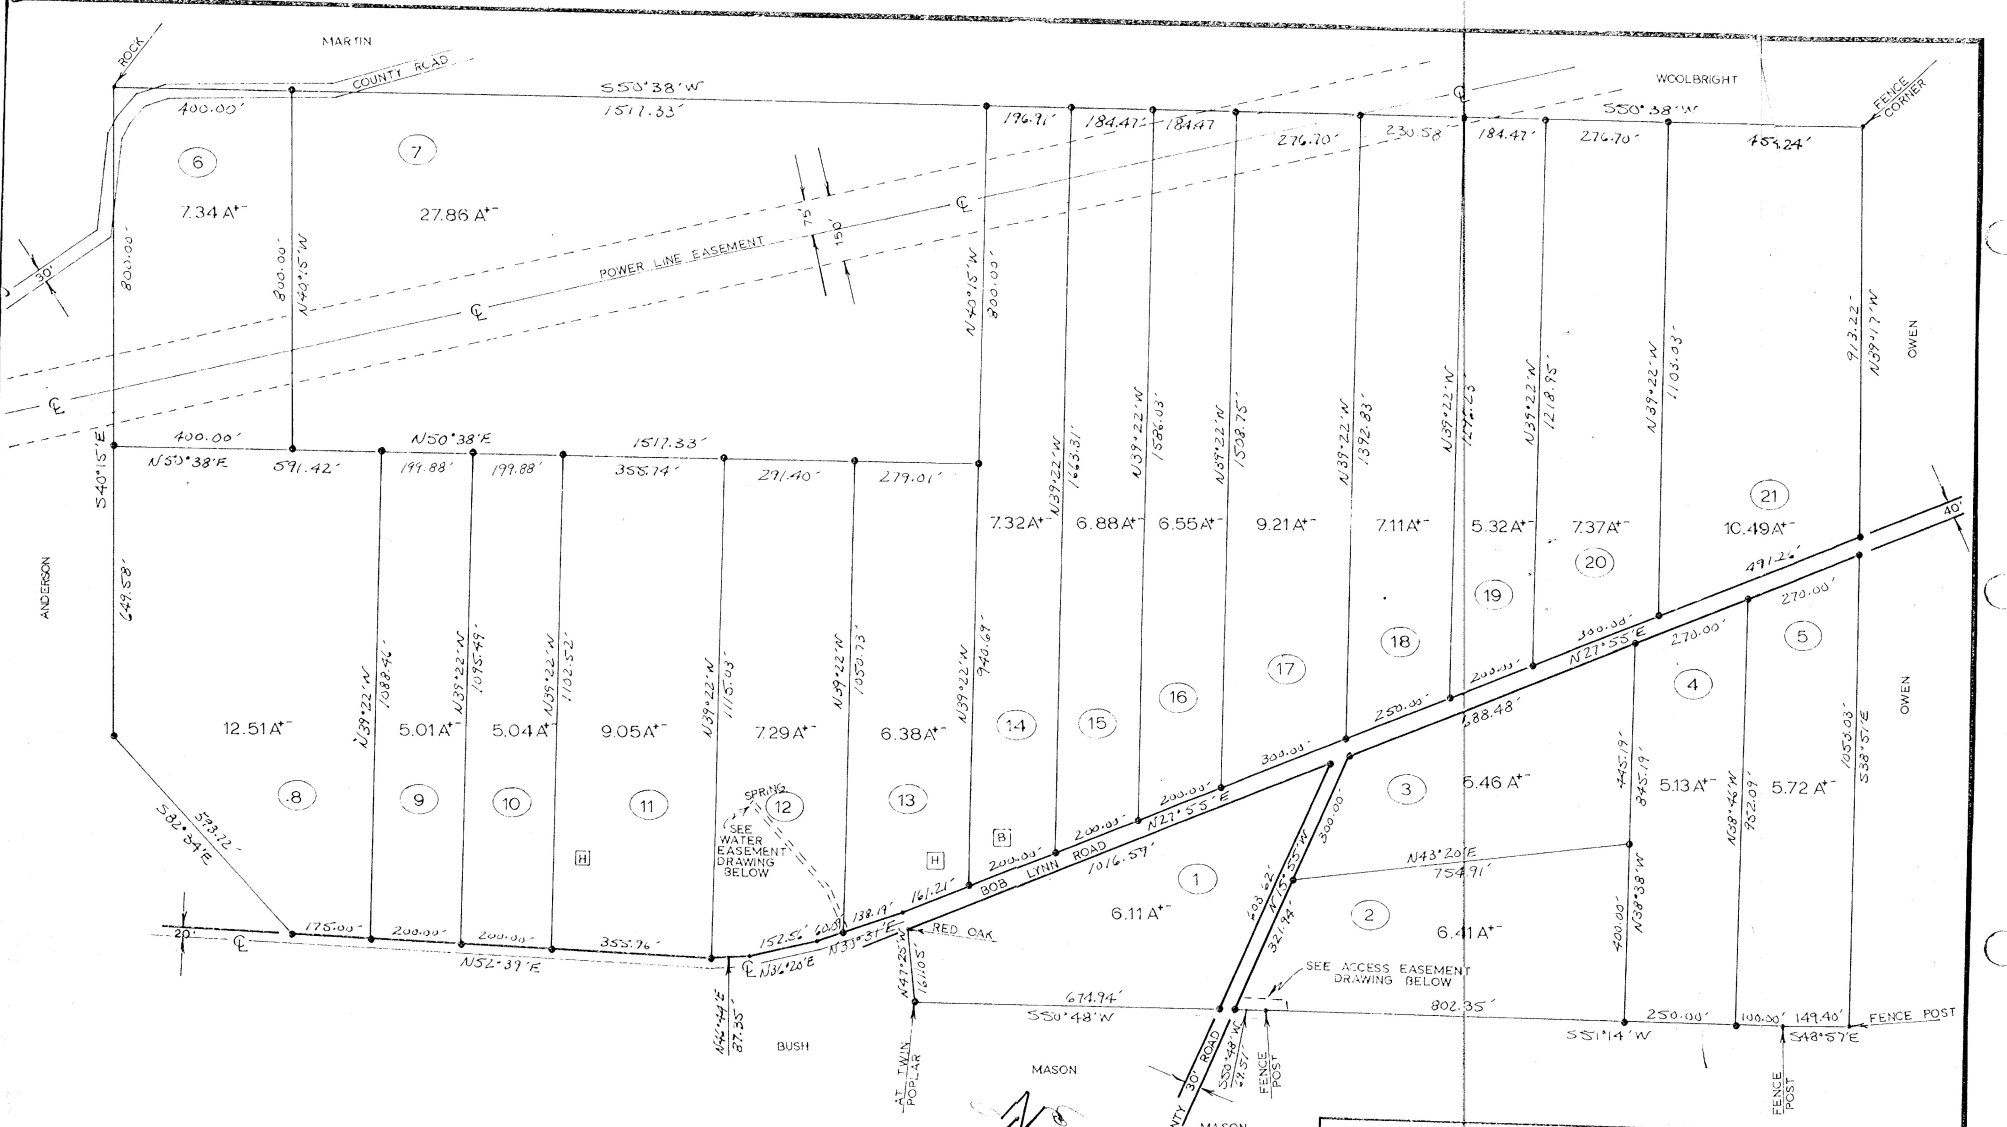 ROCK
MARTIN
COUNTY ROAD
S50°38'W
1517.33'
400.00'
WOOLBRIGHT
FENCE
CORNER
S50°38'W
196.91'
184.47'
184.47
276.70'
230.58
184.47'
276.70'
6
7
7.34 A+-
27.86 A+-
30'
75'
150'
POWER LINE EASEMENT
800.00'
800.00'
N40°15'W
N40°15'W
800.00'
913.22'
N39°17'W
OWEN
400.00'
N50°38'E
N50°38'E
1517.33'
591.42'
199.88'
199.88'
291.40'
279.01'
S40°15'E
649.58'
ANDERSON
N39°22'W
1663.31'
N39°22'W
1586.03'
N39°22'W
1508.75'
N39°22'W
1392.83'
N39°22'W
N39°22'W
1218.95'
N39°22'W
1103.03'
7.32A+-
6.88A+-
6.55A+-
9.21A+-
7.11A+-
5.32A+-
7.37A+-
21
10.49A+-
40'
20
19
18
17
16
15
14
491.26'
300.00'
N27°55'E
200.00'
250.00'
688.48'
300.00'
200.00'
N27°55'E
200.00'
200.00'
BOB LYNN ROAD
1016.59'
270.00'
270.00'
5
4
OWEN
N39°22'W
1088.46'
N39°22'W
1095.49'
N39°22'W
1102.52'
N39°22'W
1115.03'
N39°22'W
1050.73'
N39°22'W
940.69'
12.51A+-
5.01A+-
5.04A+-
9.05A+-
7.29A+-
6.38A+-
8
9
10
11
12
13
593.72'
S82°34'E
SPRING
SEE
WATER
EASEMENT
DRAWING
BELOW
H
H
B
3
5.46 A+-
5.13A+-
5.72 A+-
445.19'
845.19'
N38°46'W
952.09'
1053.03'
S38°51'E
300.00'
N43°20'E
754.91'
1
6.11A+-
603.62'
N15°55'W
321.94'
2
6.41A+-
400.00'
N38°38'W
20'
175.00'
200.00'
200.00'
355.76'
N52°39'E
152.56'
138.19'
161.21'
N36°20'E
N33°31'E
RED OAK
N47°25'W
161.05'
N46°44'E
87.35'
BUSH
AT TWIN
POPLAR
674.94'
S50°48'W
MASON
SEE ACCESS EASEMENT
DRAWING BELOW
802.35'
S50°48'W
FENCE
POST
30' ROAD
S51°14'W
250.00'
100.00'
149.40'
S48°57'E
FENCE POST
FENCE
POST
MASON